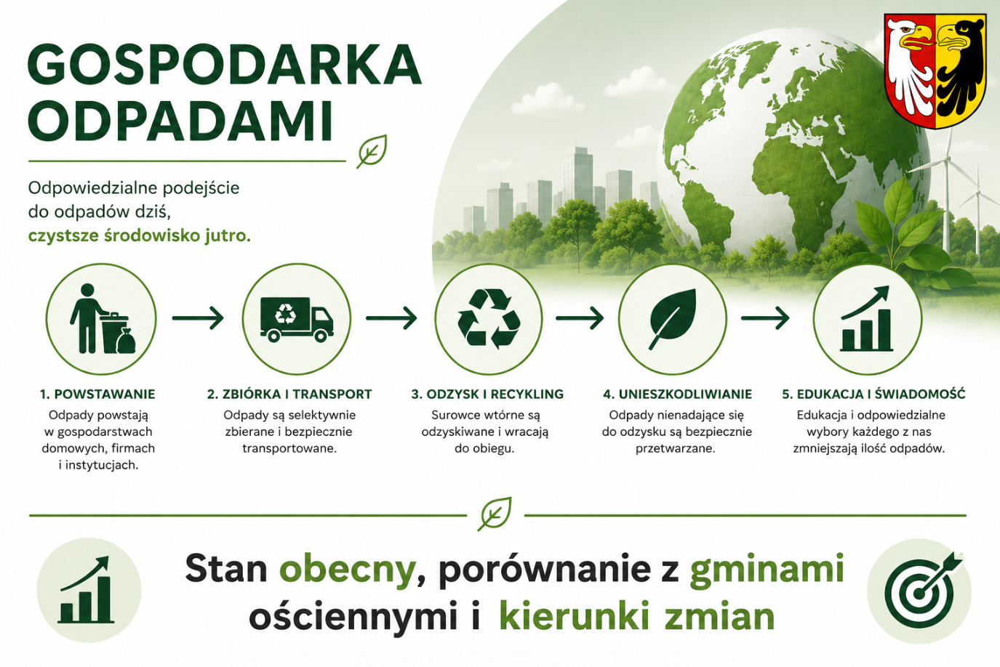 GOSPODARKA
ODPADAMI
Odpowiedzialne podejście
do odpadów dziś,
czystsze środowisko jutro.
1. POWSTAWANIE
Odpady powstają
w gospodarstwach
domowych, firmach
i instytucjach.
2. ZBIÓRKA I TRANSPORT
Odpady są selektywnie
zbierane i bezpiecznie
transportowane.
3. ODZYSK I RECYKLING
Surowce wtórne są
odzyskiwane i wracają
do obiegu.
4. UNIESZKODLIWIANIE
Odpady nienadające się
do odzysku są bezpiecznie
przetwarzane.
5. EDUKACJA I ŚWIADOMOŚĆ
Edukacja i odpowiedzialne
wybory każdego z nas
zmniejszają ilość odpadów.
Stan obecny, porównanie z gminami
ościennymi i kierunki zmian